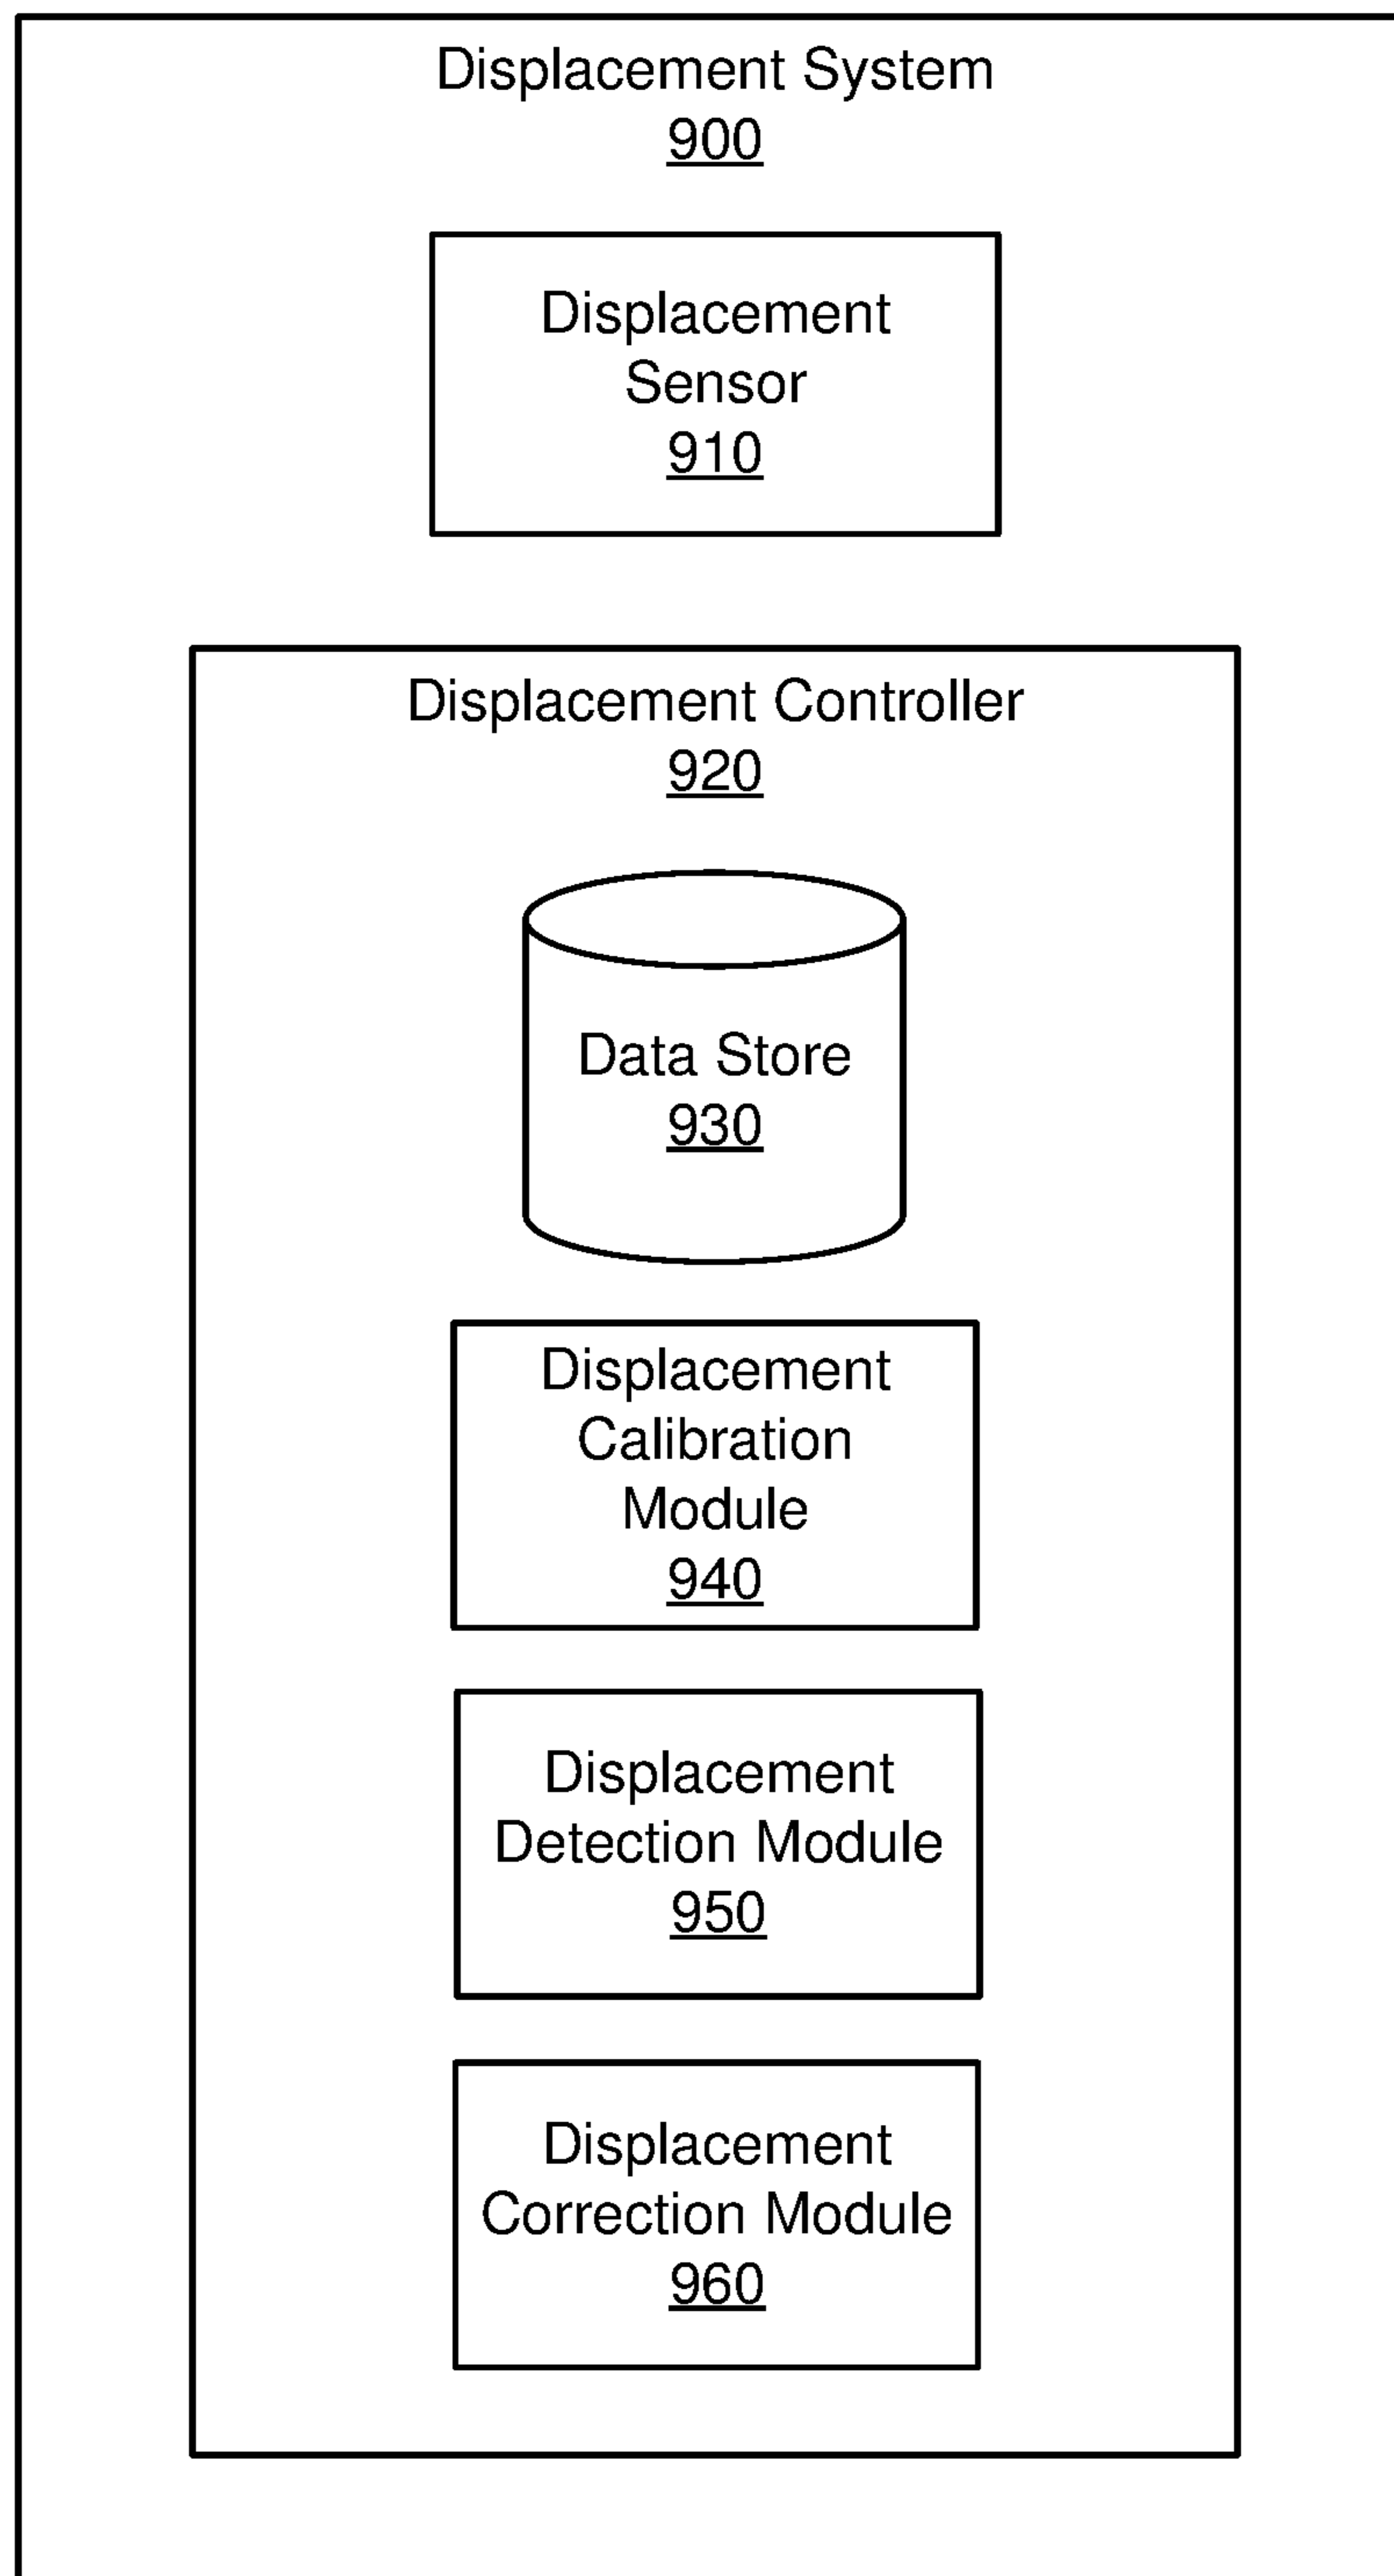 Displacement System
900
Displacement
Sensor
910
Displacement Controller
920
Data Store
930
Displacement
Calibration
Module
940
Displacement
Detection Module
950
Displacement
Correction Module
960